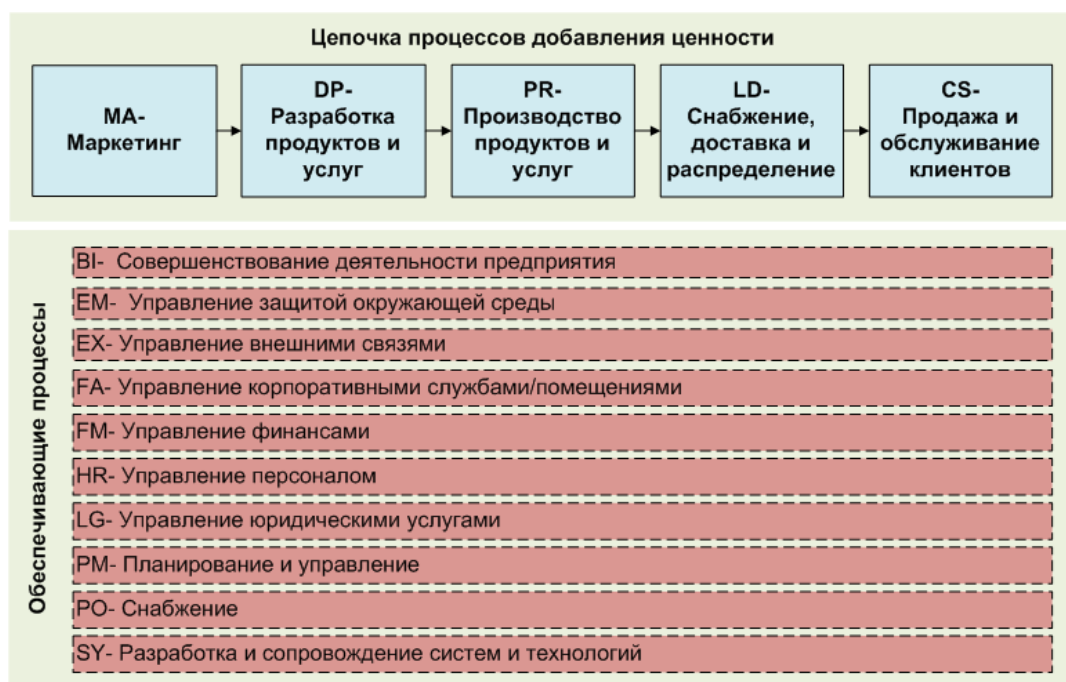 Цепочка процессов добавления ценности
MA-
Маркетинг
DP-
Разработка
продуктов и
услуг
PR-
Производство
продуктов и
услуг
LD-
Снабжение,
доставка и
распределение
CS-
Продажа и
обслуживание
клиентов
Обеспечивающие процессы
BI- Совершенствование деятельности предприятия
EM- Управление защитой окружающей среды
EX- Управление внешними связями
FA- Управление корпоративными службами/помещениями
FM- Управление финансами
HR- Управление персоналом
LG- Управление юридическими услугами
PM- Планирование и управление
PO- Снабжение
SY- Разработка и сопровождение систем и технологий